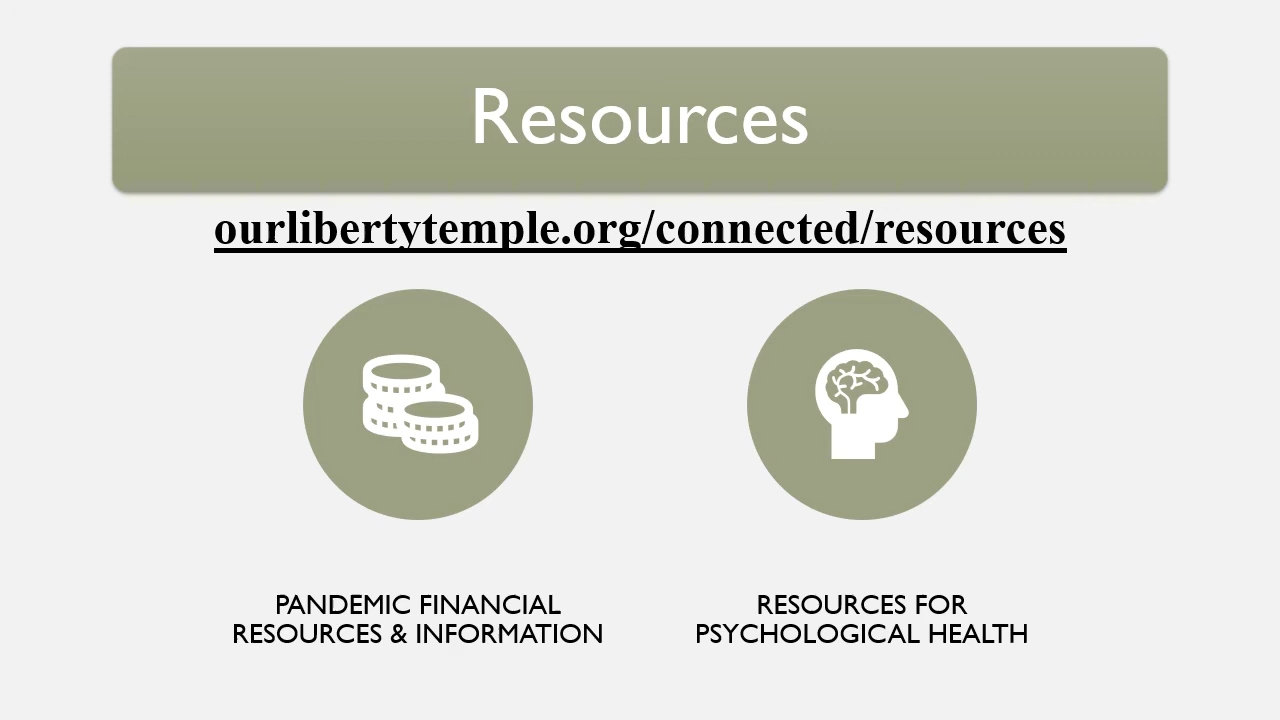 Resources
ourlibertytemple.org/connected/resources
PANDEMIC FINANCIAL
RESOURCES & INFORMATION
RESOURCES FOR
PSYCHOLOGICAL HEALTH